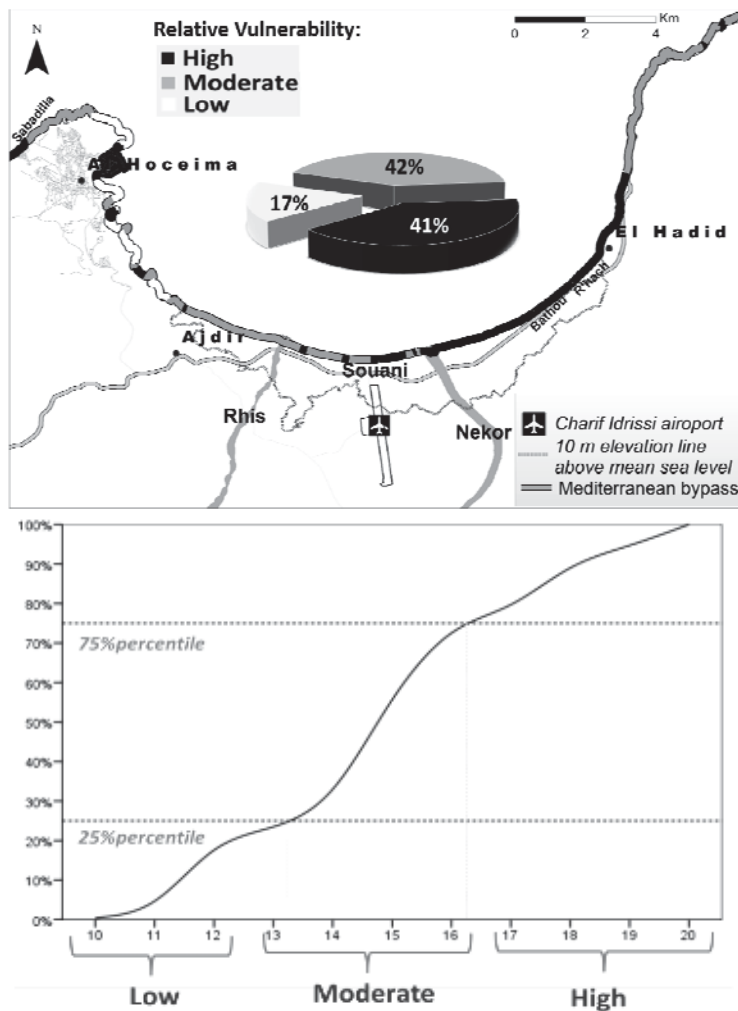 Km
0 2 4
N
Relative Vulnerability:
High
Moderate
Low
Sabadilla
Hoceima
42%
17%
41%
El Hadid
Bathou R'hach
Ajdir
Souani
Rhis
Nekor
Charif Idrissi airoport
10 m elevation line
above mean sea level
Mediterranean bypass
100%
90%
80%
75%percentile
70%
60%
50%
40%
30%
25%percentile
20%
10%
0%
10 11 12 13 14 15 16 17 18 19 20
Low Moderate High